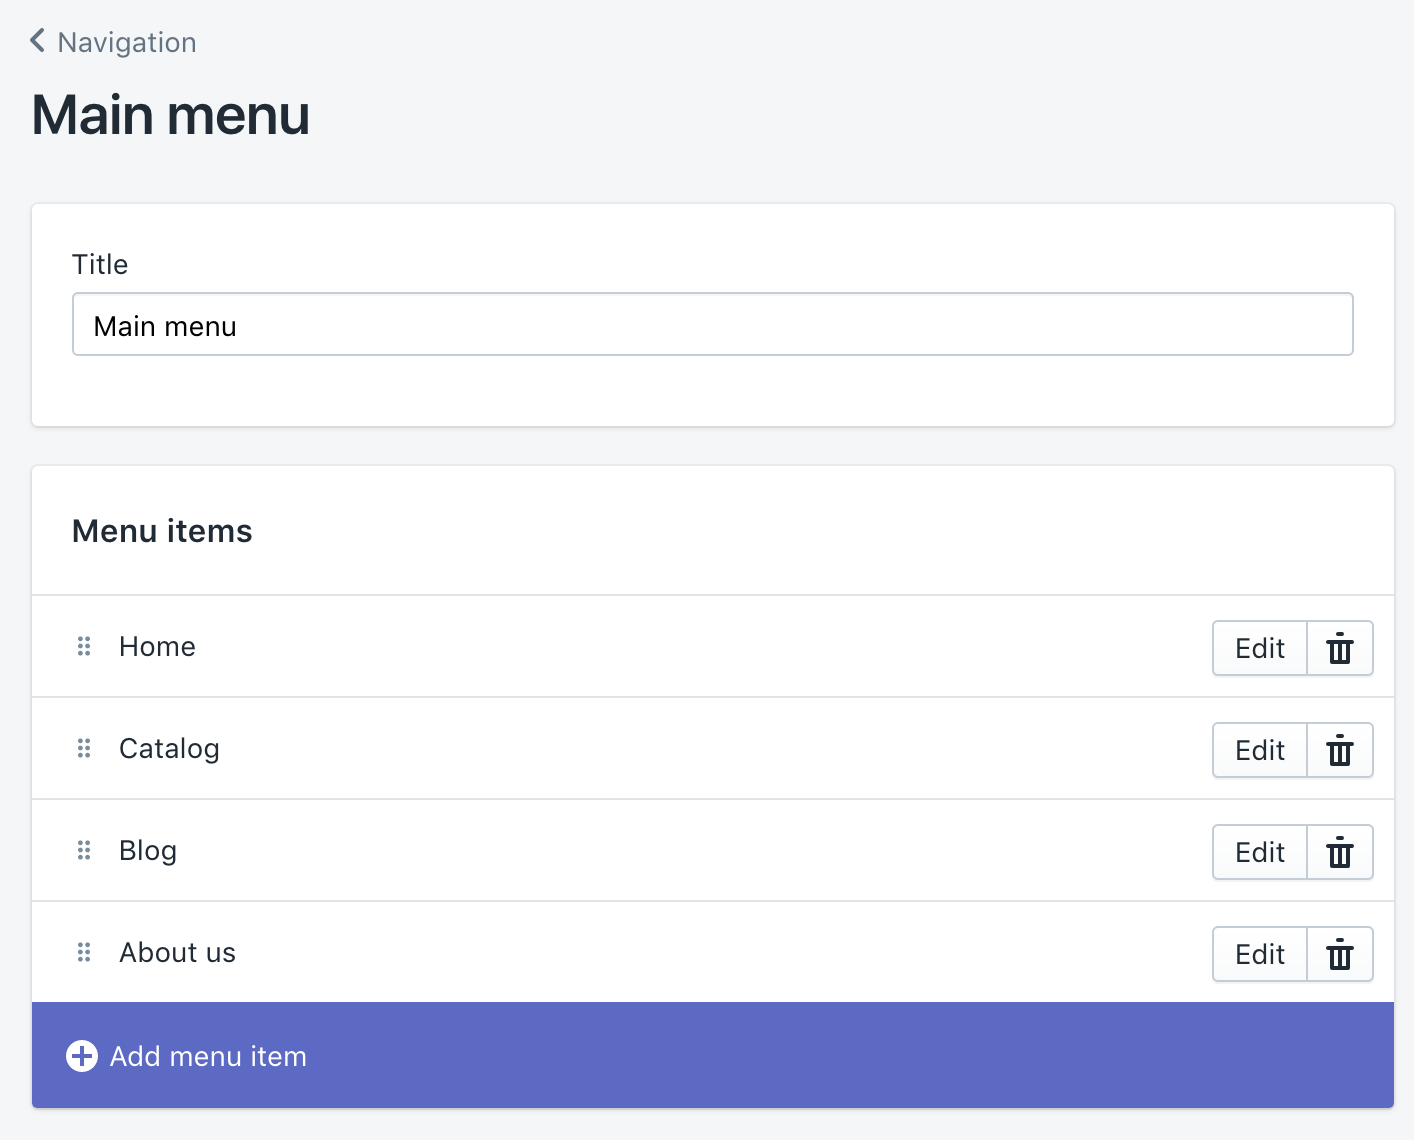 Navigation
Main menu
Title
Main menu
Menu items
Home Edit
Catalog Edit
Blog Edit
About us Edit
Add menu item